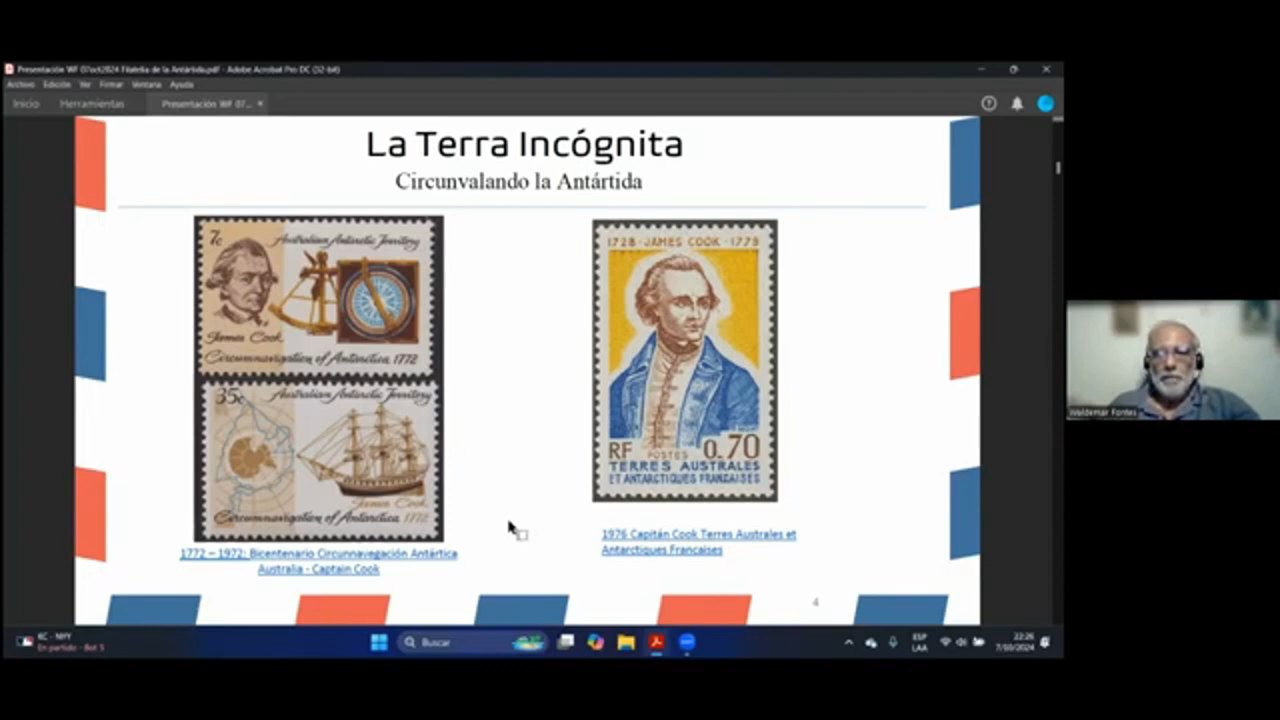 Presentación WF 07oct2024 Filatelia de la Antártida.pdf - Adobe Acrobat Pro DC (32-bit)
Archivo Edición Ver Firmar Ventana Ayuda
Inicio Herramientas Presentación WF 07... ×
La Terra Incógnita
Circunvalando la Antártida
7c Australian Antarctic Territory
James Cook
Circumnavigation of Antarctica 1772
35c Australian Antarctic Territory
James Cook
Circumnavigation of Antarctica 1772
1772 – 1972: Bicentenario Circunnavegación Antártica
Australia - Captain Cook
1728 · JAMES COOK · 1779
RF POSTES 0.70
TERRES AUSTRALES
ET ANTARCTIQUES FRANÇAISES
1976 Capitán Cook Terres Australes et
Antarctiques Francaises
4
Waldemar Fontes
KC - NYY
En partido - Bot 5
Buscar
ESP
LAA
22:26
7/10/2024